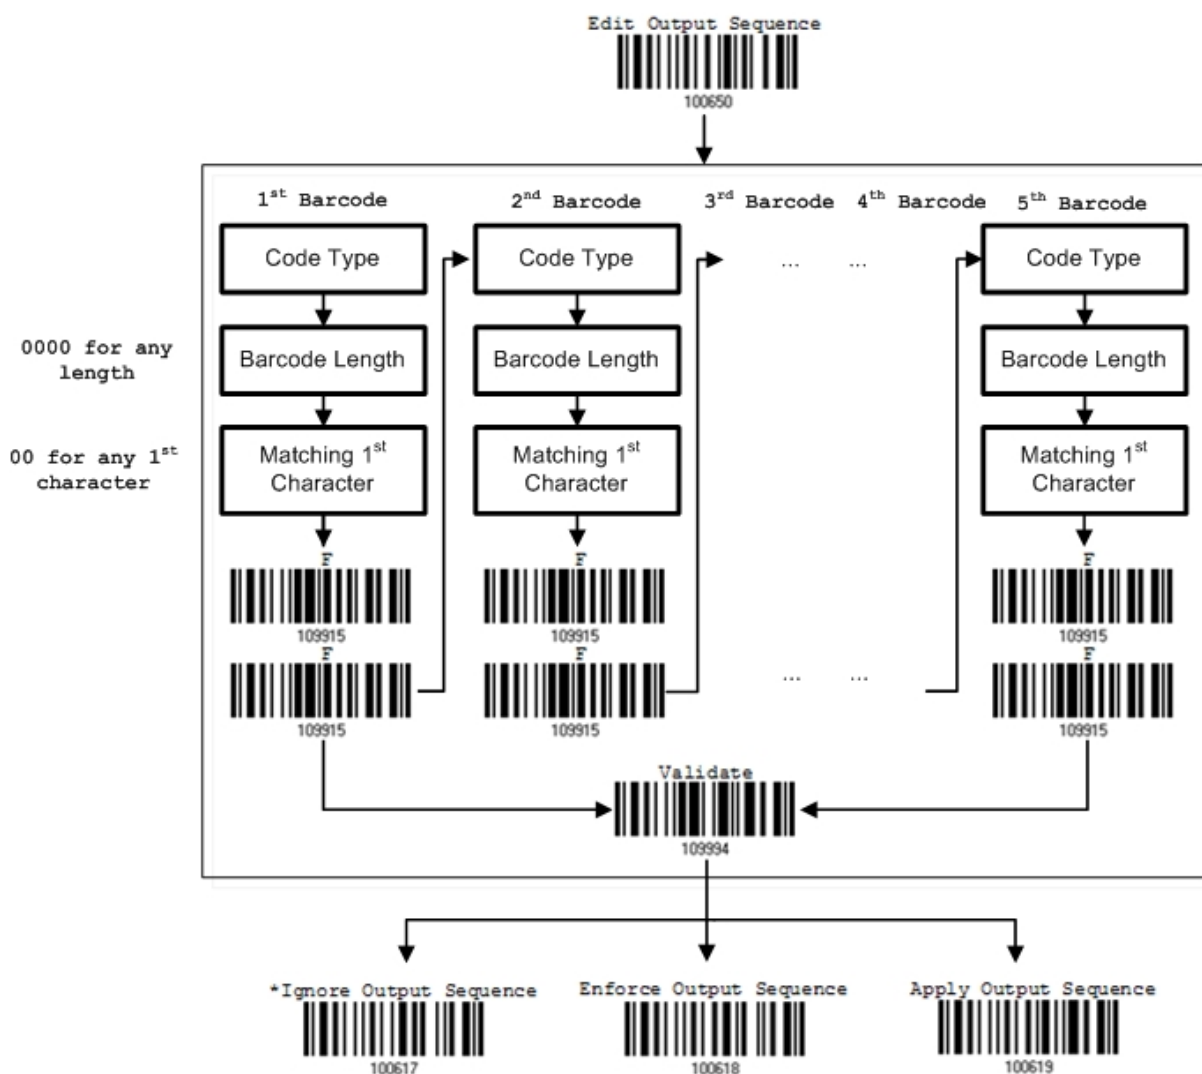 Edit Output Sequence
100650
1st Barcode 2nd Barcode 3rd Barcode 4th Barcode 5th Barcode
Code Type Code Type ... ... Code Type
0000 for any
length
Barcode Length Barcode Length Barcode Length
00 for any 1st
character
Matching 1st
Character
Matching 1st
Character
Matching 1st
Character
F F F
109915 109915 109915
F F F
... ...
109915 109915 109915
Validate
109994
*Ignore Output Sequence Enforce Output Sequence Apply Output Sequence
100617 100618 100619